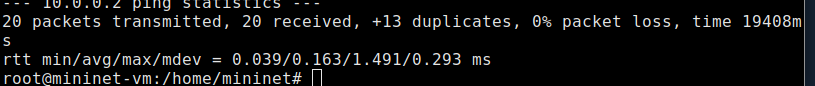 --- 10.0.0.2 ping statistics ---
20 packets transmitted, 20 received, +13 duplicates, 0% packet loss, time 19408m
s
rtt min/avg/max/mdev = 0.039/0.163/1.491/0.293 ms
root@mininet-vm:/home/mininet#